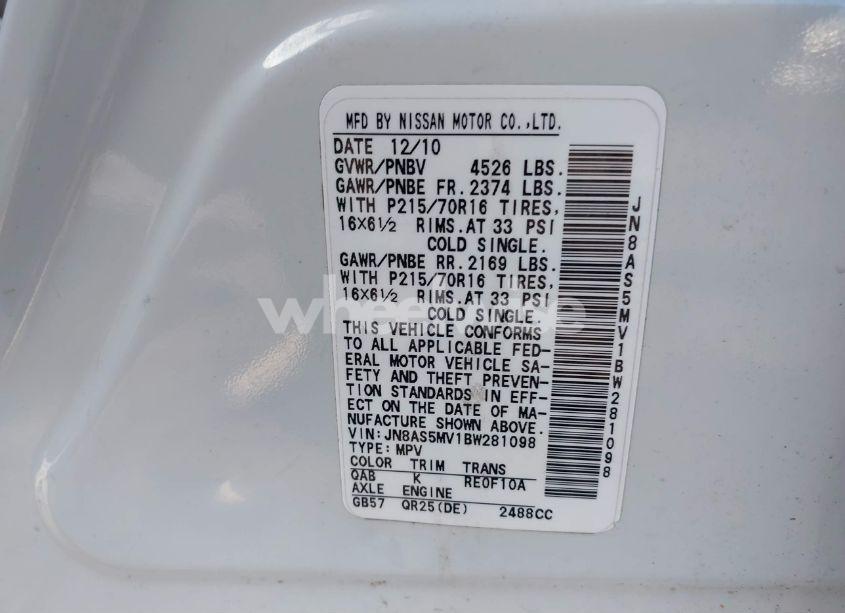 MFD BY NISSAN MOTOR CO.,LTD.
DATE 12/10
GVWR/PNBV 4526 LBS.
GAWR/PNBE FR. 2374 LBS.
WITH P215/70R16 TIRES,
16X6½ RIMS.AT 33 PSI
COLD SINGLE.
GAWR/PNBE RR. 2169 LBS.
WITH P215/70R16 TIRES,
16X6½ RIMS.AT 33 PSI
COLD SINGLE.
THIS VEHICLE CONFORMS
TO ALL APPLICABLE FED-
ERAL MOTOR VEHICLE SA-
FETY AND THEFT PREVEN-
TION STANDARDS IN EFF-
ECT ON THE DATE OF MA-
NUFACTURE SHOWN ABOVE.
VIN: JN8AS5MV1BW281098
TYPE: MPV
COLOR TRIM TRANS
QAB K RE0F10A
AXLE ENGINE
GB57 QR25(DE) 2488CC
JN8AS5MV1BW281098